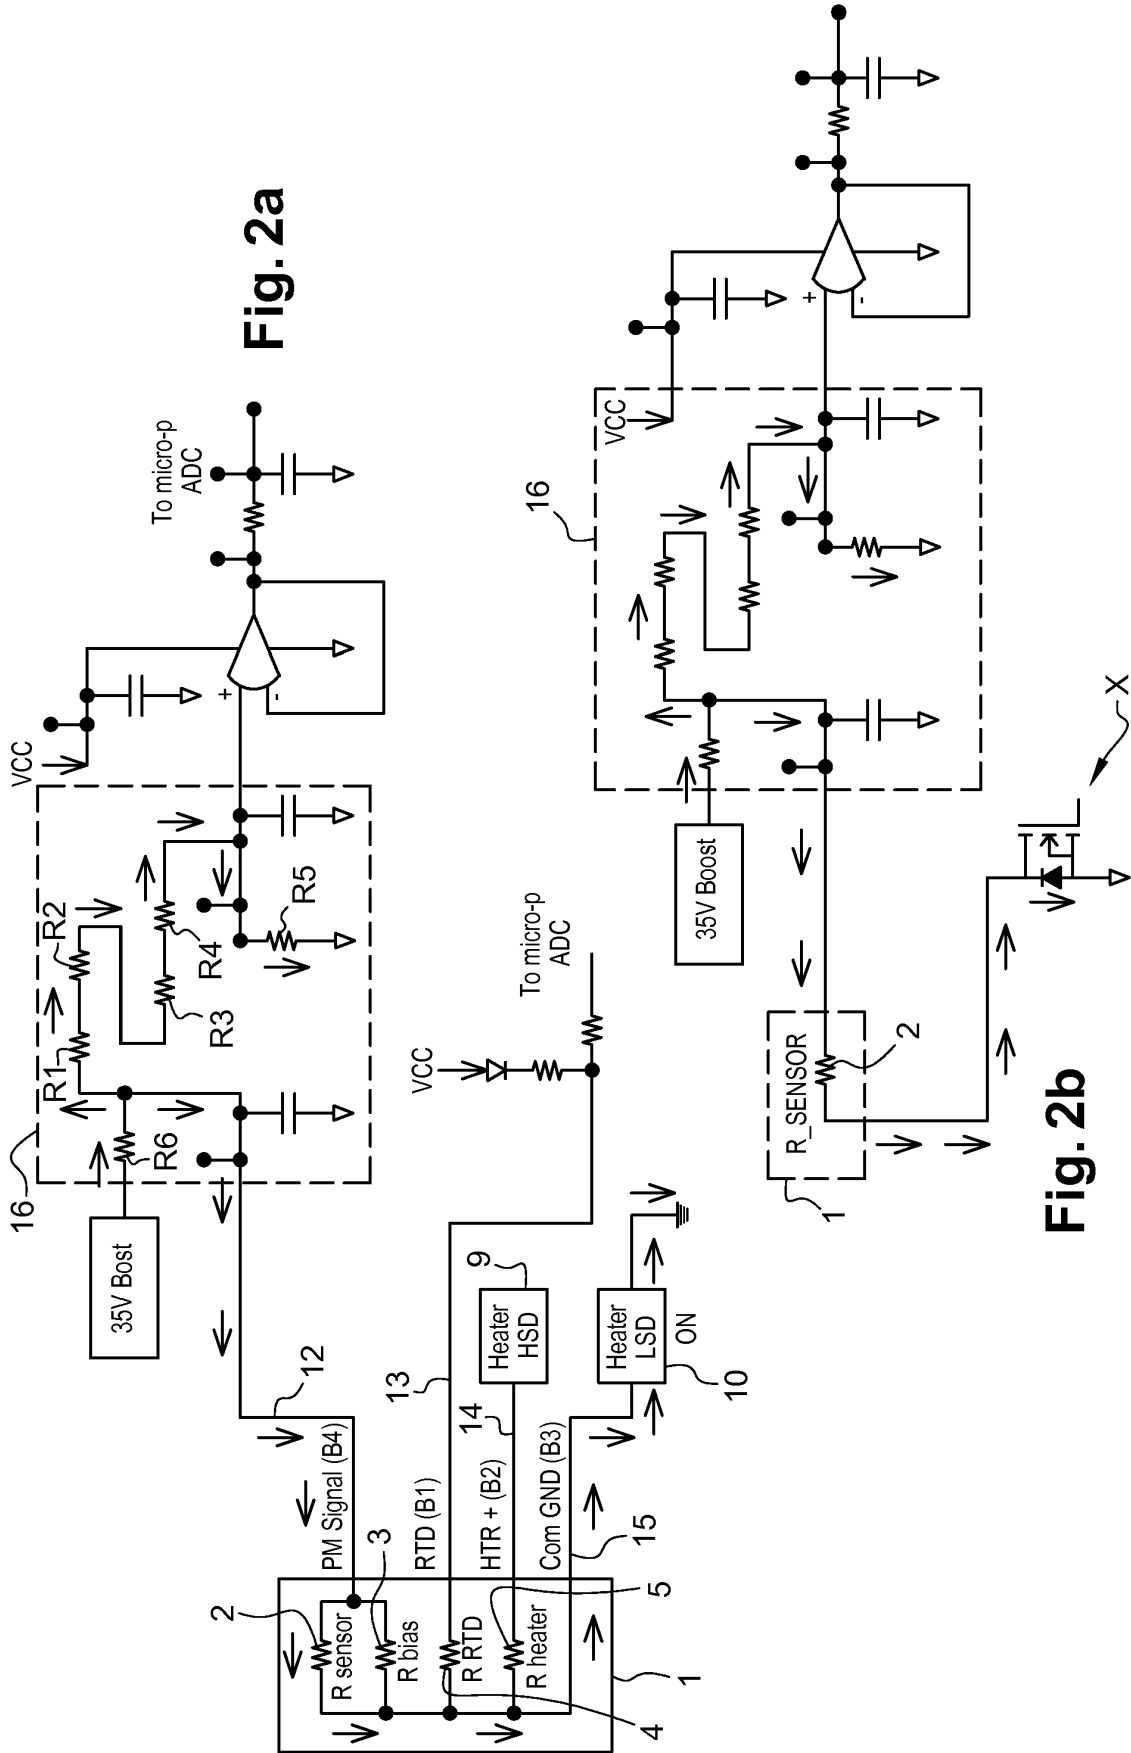 Fig. 2a
16
35V Bost
R6
R1
R2
R3
R4
R5
VCC
+
-
To micro-p
ADC
12
PM Signal (B4)
2
R sensor
3
R bias
RTD (B1)
13
R RTD
4
HTR + (B2)
14
R heater
5
Heater
HSD
9
Com GND (B3)
15
Heater
LSD
10
ON
1
VCC
To micro-p
ADC
Fig. 2b
16
35V Boost
VCC
+
-
R_SENSOR
1
2
X